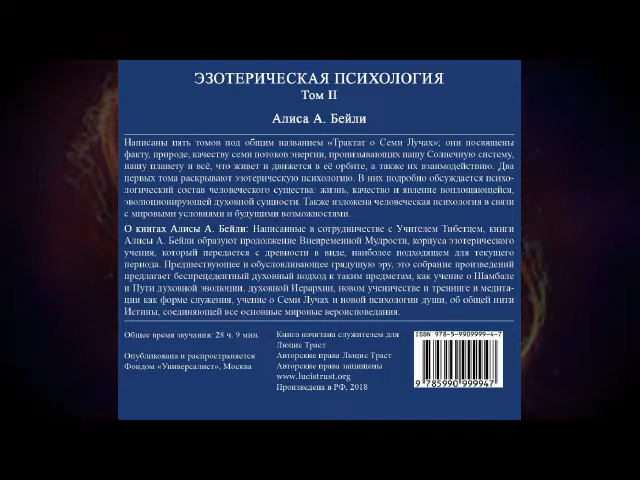 ЭЗОТЕРИЧЕСКАЯ ПСИХОЛОГИЯ
Том II
Алиса А. Бейли
Написаны пять томов под общим названием «Трактат о Семи Лучах»; они посвящены
факту, природе, качеству семи потоков энергии, пронизывающих нашу Солнечную систему,
нашу планету и всё, что живет и движется в её орбите, а также их взаимодействию. Два
первых тома раскрывают эзотерическую психологию. В них подробно обсуждается психо-
логический состав человеческого существа: жизнь, качество и явление воплощающейся,
эволюционирующей духовной сущности. Также изложена человеческая психология в связи
с мировыми условиями и будущими возможностями.
О книгах Алисы А. Бейли: Написанные в сотрудничестве с Учителем Тибетцем, книги
Алисы А. Бейли образуют продолжение Вневременной Мудрости, корпуса эзотерического
учения, который передается с древности в виде, наиболее подходящем для текущего
периода. Предшествующее и обусловливающее грядущую эру, это собрание произведений
предлагает беспрецедентный духовный подход к таким предметам, как учение о Шамбале
и Пути духовной эволюции, духовной Иерархии, новом ученичестве и тренинге в медита-
ции как форме служения, учение о Семи Лучах и новой психологии души, об общей нити
Истины, соединяющей все основные мировые вероисповедания.
Общее время звучания: 28 ч. 9 мин.
Опубликована и распространяется
Фондом «Универсалист», Москва
Книга начитана служителем для
Люцис Траст
Авторские права Люцис Траст
Авторские права защищены
www.lucistrust.org
Произведена в РФ, 2018
ISBN 978-5-9909999-4-7
9 785990 999947